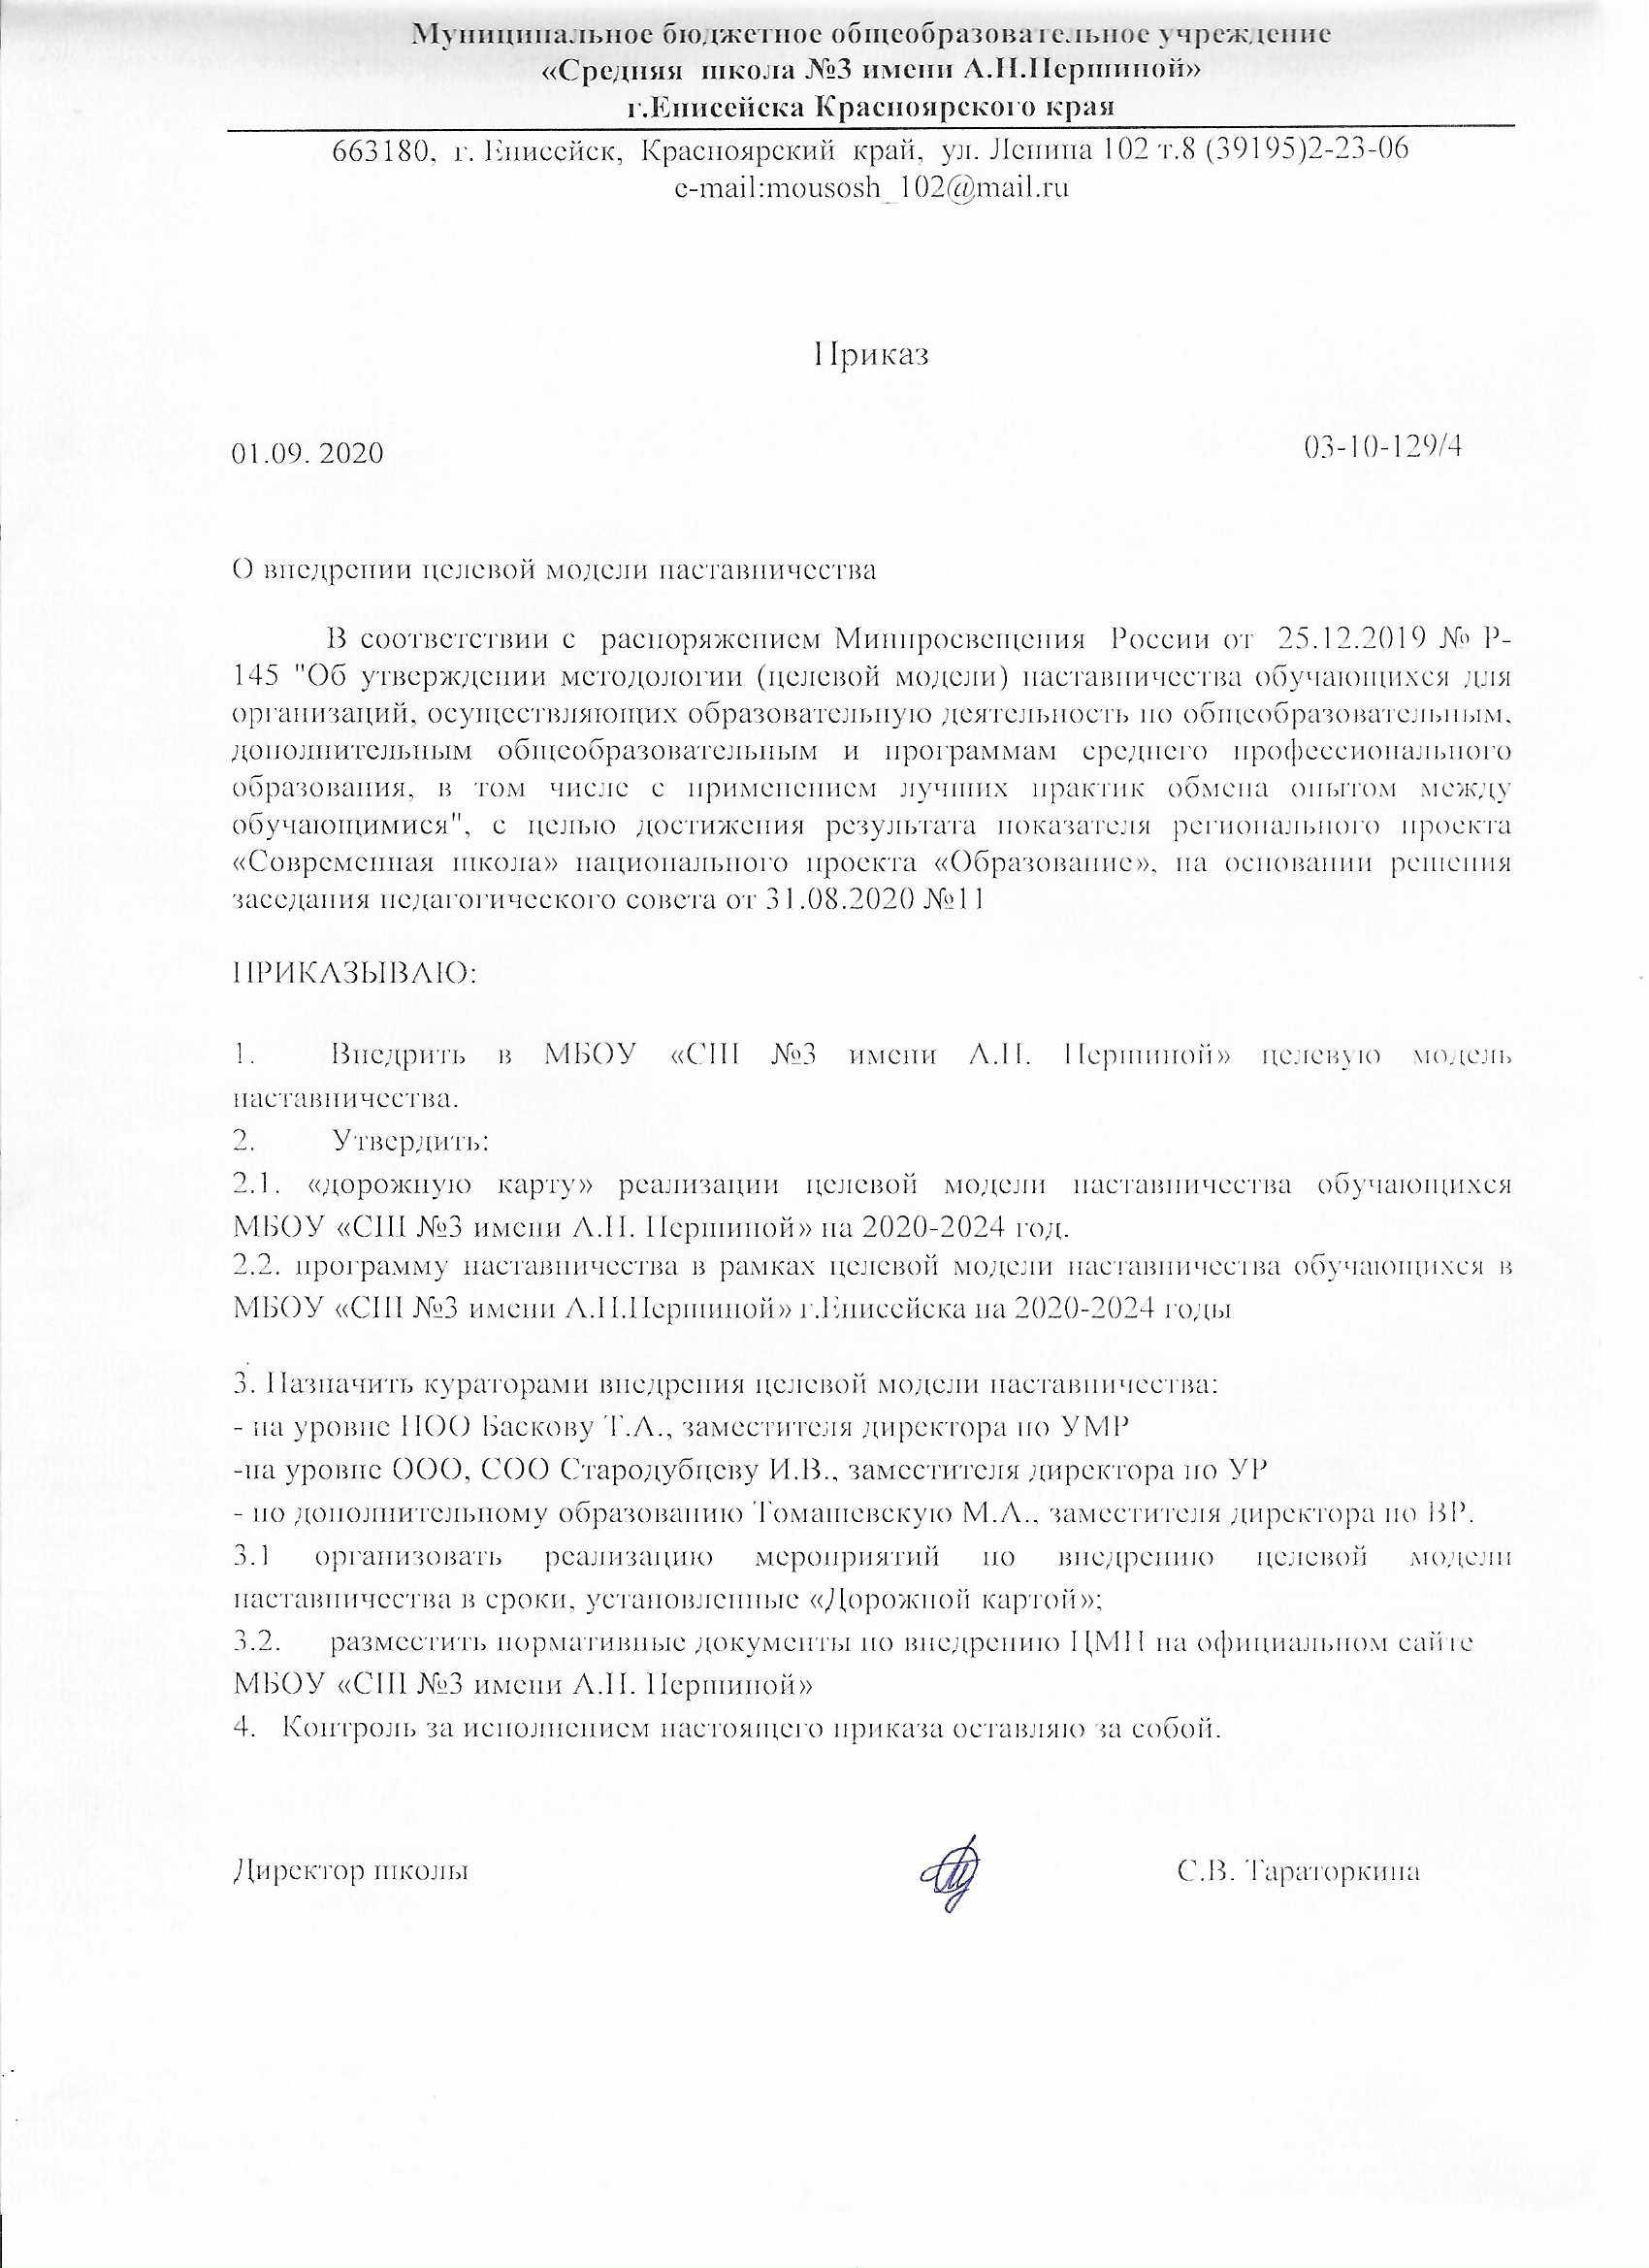 Муниципальное бюджетное общеобразовательное учреждение
«Средняя школа №3 имени А.Н.Першиной»
г.Енисейска Красноярского края
663180, г. Енисейск, Красноярский край, ул. Ленина 102 т.8 (39195)2-23-06
e-mail:mousosh_102@mail.ru
Приказ
01.09. 2020 03-10-129/4
О внедрении целевой модели наставничества
В соответствии с распоряжением Минпросвещения России от 25.12.2019 № Р-
145 "Об утверждении методологии (целевой модели) наставничества обучающихся для
организаций, осуществляющих образовательную деятельность по общеобразовательным,
дополнительным общеобразовательным и программам среднего профессионального
образования, в том числе с применением лучших практик обмена опытом между
обучающимися", с целью достижения результата показателя регионального проекта
«Современная школа» национального проекта «Образование», на основании решения
заседания педагогического совета от 31.08.2020 №11
ПРИКАЗЫВАЮ:
1. Внедрить в МБОУ «СШ №3 имени А.Н. Першиной» целевую модель
наставничества.
2. Утвердить:
2.1. «дорожную карту» реализации целевой модели наставничества обучающихся
МБОУ «СШ №3 имени А.Н. Першиной» на 2020-2024 год.
2.2. программу наставничества в рамках целевой модели наставничества обучающихся в
МБОУ «СШ №3 имени А.Н.Першиной» г.Енисейска на 2020-2024 годы
3. Назначить кураторами внедрения целевой модели наставничества:
- на уровне НОО Баскову Т.А., заместителя директора по УМР
-на уровне ООО, СОО Стародубцеву И.В., заместителя директора по УР
- по дополнительному образованию Томашевскую М.А., заместителя директора по ВР.
3.1 организовать реализацию мероприятий по внедрению целевой модели
наставничества в сроки, установленные «Дорожной картой»;
3.2. разместить нормативные документы по внедрению ЦМН на официальном сайте
МБОУ «СШ №3 имени А.Н. Першиной»
4. Контроль за исполнением настоящего приказа оставляю за собой.
Директор школы С.В. Тараторкина